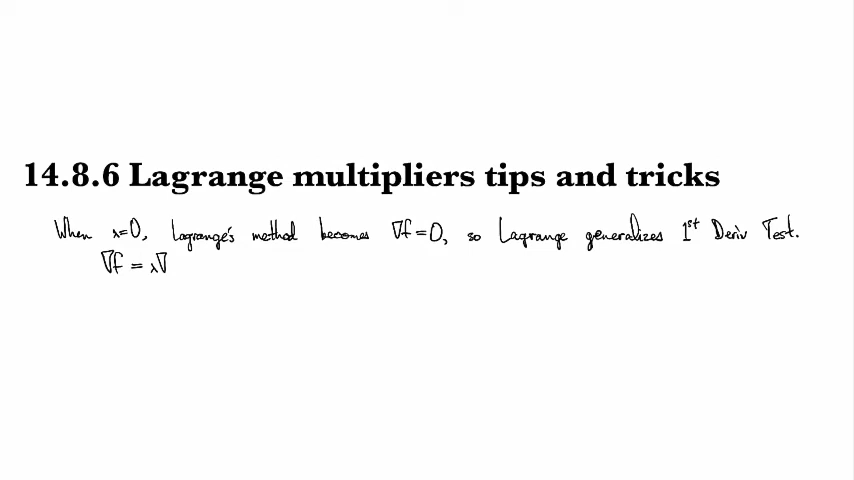 14.8.6 Lagrange multipliers tips and tricks
When λ=0, Lagrange's method becomes ∇f=0, so Lagrange generalizes 1st Deriv Test.
∇f = λ∇